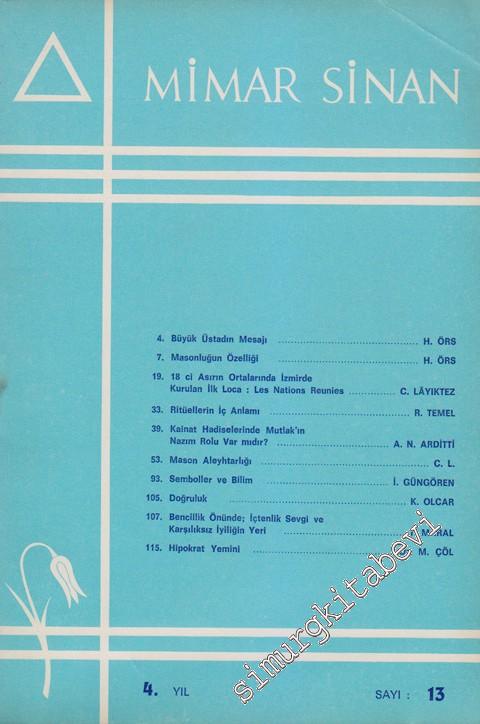 MİMAR SİNAN
4. Büyük Üstadın Mesajı H. ÖRS
7. Masonluğun Özelliği H. ÖRS
19. 18 ci Asırın Ortalarında İzmirde
Kurulan İlk Loca : Les Nations Reunies C. LÂYIKTEZ
33. Ritüellerin İç Anlamı R. TEMEL
39. Kainat Hadiselerinde Mutlak'ın
Nazım Rolu Var mıdır? A. N. ARDİTTİ
53. Mason Aleyhtarlığı C. L.
93. Semboller ve Bilim İ. GÜNGÖREN
105. Doğruluk K. OLCAR
107. Bencillik Önünde; İçtenlik Sevgi ve
Karşılıksız İyiliğin Yeri
115. Hipokrat Yemini M. ÇÖL
4. YIL SAYI : 13
simurgkitabevi.com